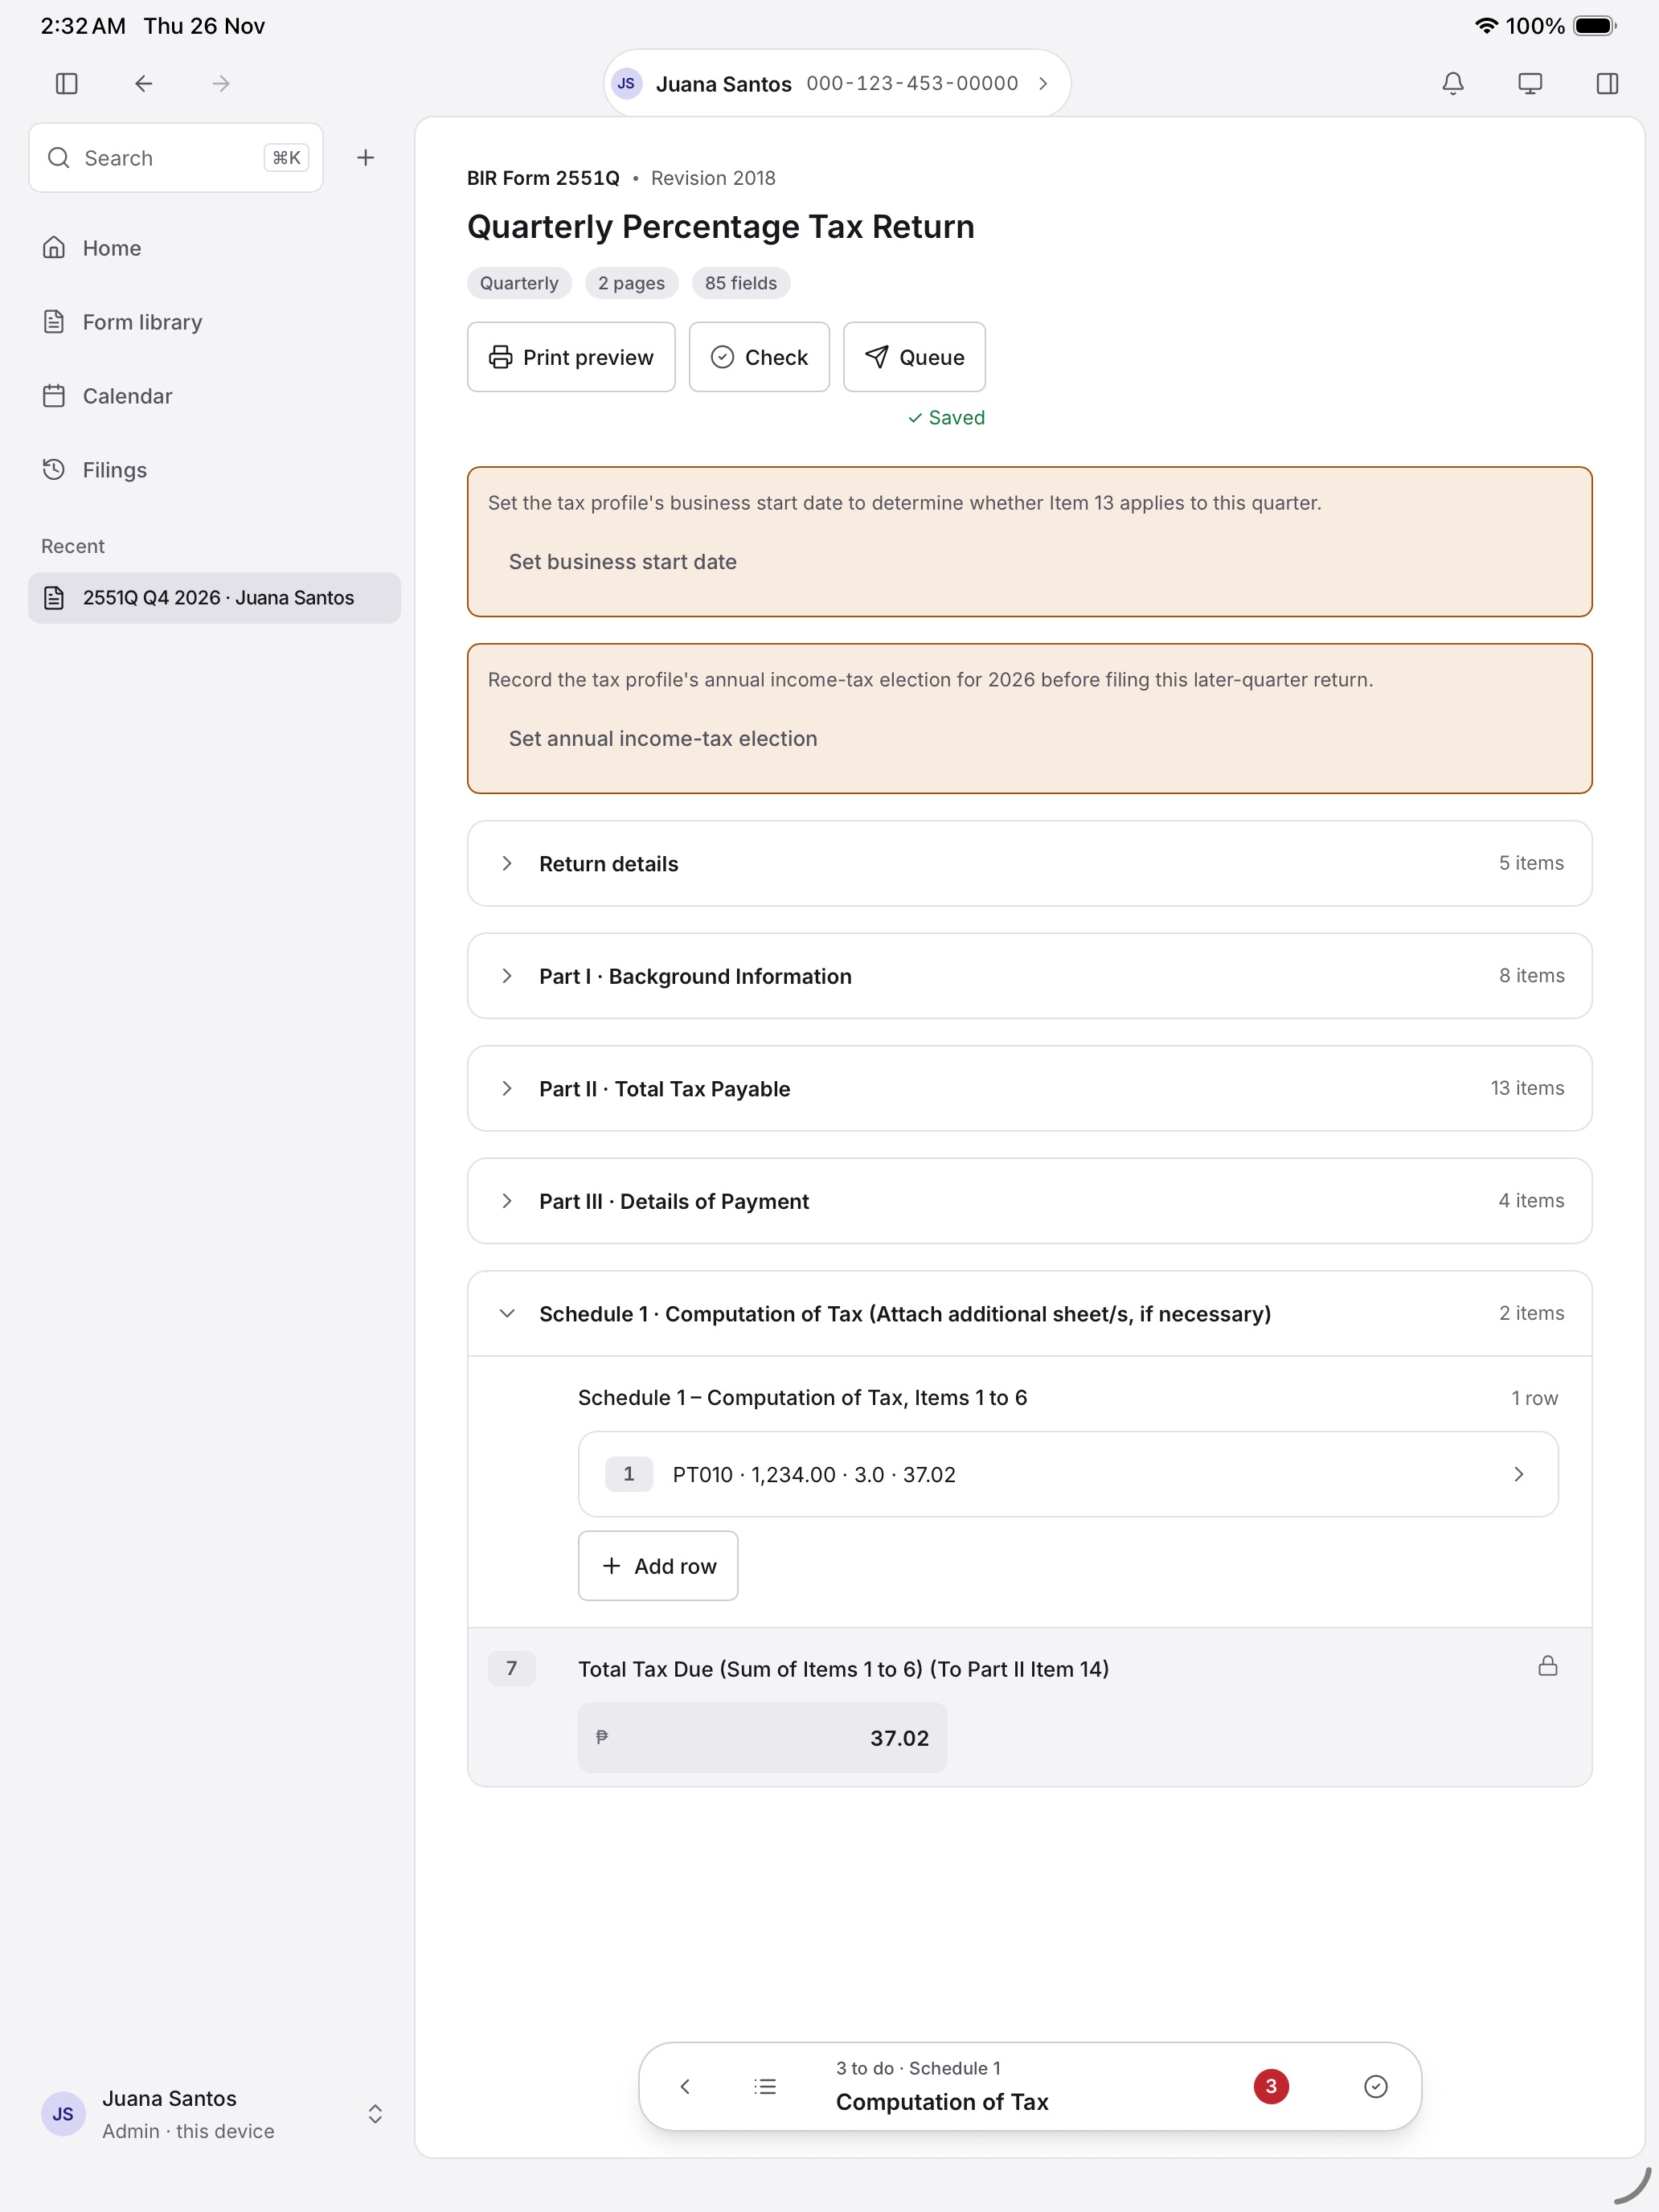 2:32 AM Thu 26 Nov
100%
JS Juana Santos 000-123-453-00000
Search ⌘K
Home
Form library
Calendar
Filings
Recent
2551Q Q4 2026 · Juana Santos
BIR Form 2551Q • Revision 2018
Quarterly Percentage Tax Return
Quarterly 2 pages 85 fields
Print preview Check Queue
Saved
Set the tax profile's business start date to determine whether Item 13 applies to this quarter.
Set business start date
Record the tax profile's annual income-tax election for 2026 before filing this later-quarter return.
Set annual income-tax election
Return details 5 items
Part I · Background Information 8 items
Part II · Total Tax Payable 13 items
Part III · Details of Payment 4 items
Schedule 1 · Computation of Tax (Attach additional sheet/s, if necessary) 2 items
Schedule 1 – Computation of Tax, Items 1 to 6 1 row
1 PT010 · 1,234.00 · 3.0 · 37.02
Add row
7 Total Tax Due (Sum of Items 1 to 6) (To Part II Item 14)
₱ 37.02
3 to do · Schedule 1
Computation of Tax
3
JS Juana Santos
Admin · this device